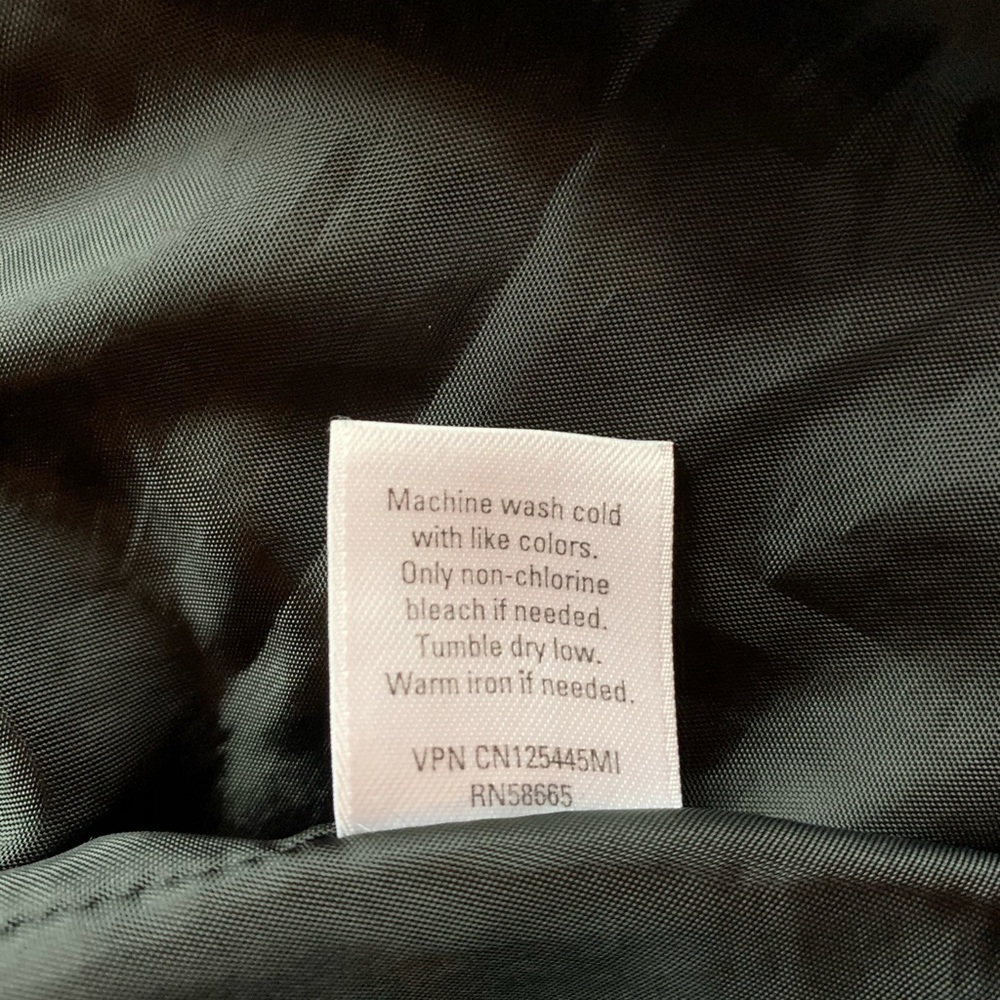 Machine wash cold
with like colors.
Only non-chlorine
bleach if needed.
Tumble dry low.
Warm iron if needed.
VPN CN125445MI
RN58665